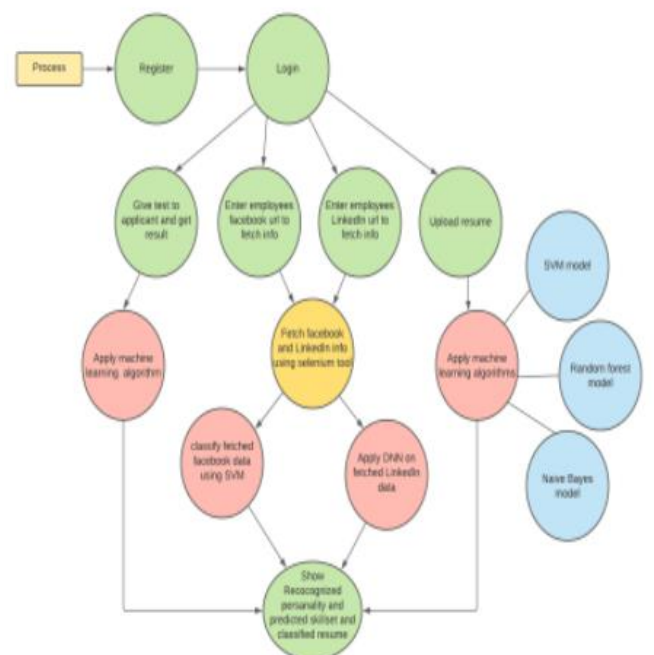 Process
Register
Login
Give test to
applicant and get
result
Enter employees
facebook url to
fetch info
Enter employees
LinkedIn url to
fetch info
Upload resume
SVM model
Fetch facebook
and LinkedIn info
using selenium tool
Apply machine
learning algorithm
Apply machine
learning algorithms
Random forest
model
classify fetched
facebook data
using SVM
Apply DNN on
fetched LinkedIn
data
Naive Bayes
model
Show
Recocognized
personality and
predicted skillset and
classified resume